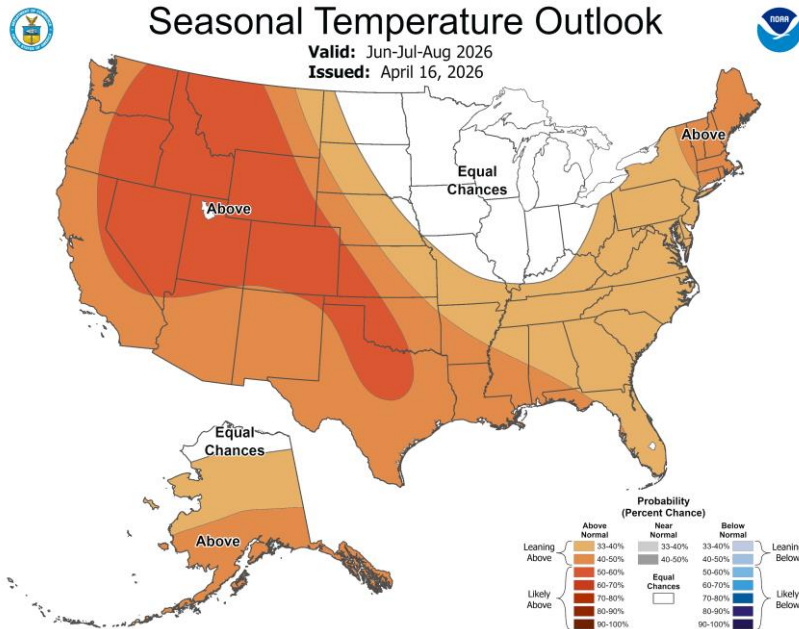 Seasonal Temperature Outlook
NOAA
Valid: Jun-Jul-Aug 2026
Issued: April 16, 2026
Above
Equal
Chances
Above
Equal
Chances
Above
Probability
(Percent Chance)
Above
Normal
Near
Normal
Below
Normal
Leaning
Above
33-40%
40-50%
33-40%
40-50%
33-40%
40-50%
Leaning
Below
Likely
Above
50-60%
60-70%
70-80%
80-90%
90-100%
Equal
Chances
50-60%
60-70%
70-80%
80-90%
90-100%
Likely
Below